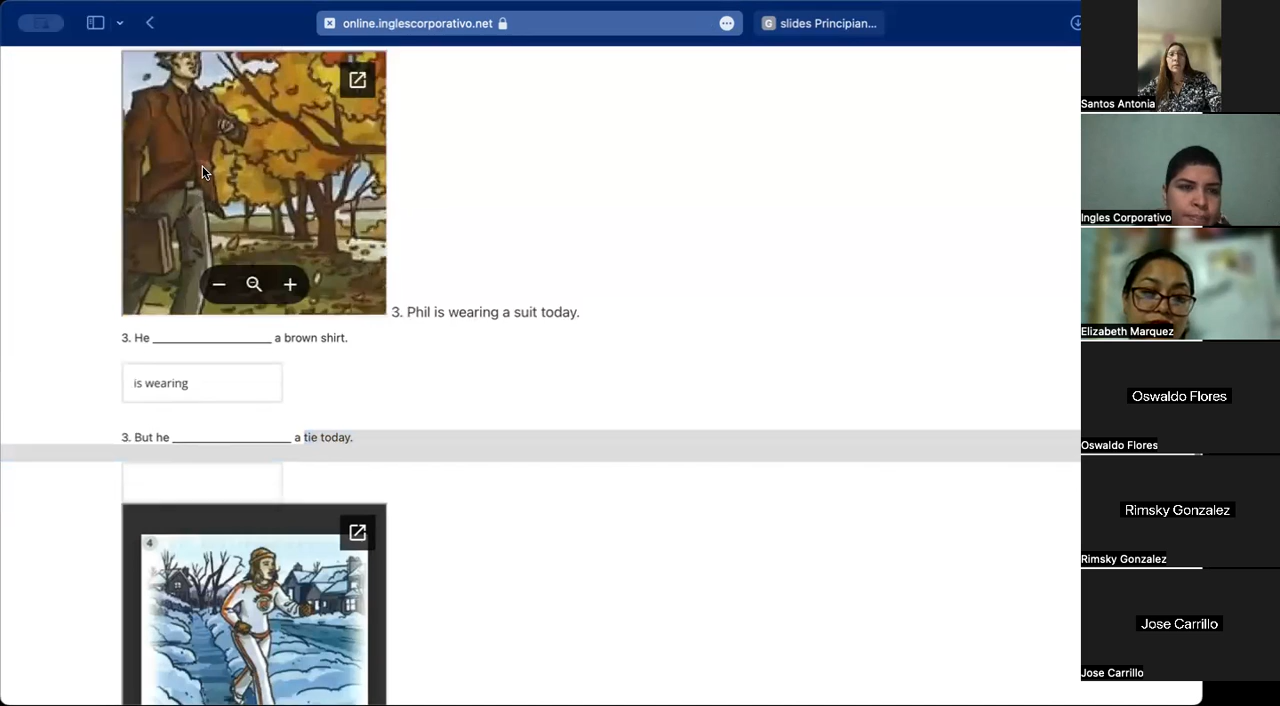 online.inglescorporativo.net
slides Principian...
Santos Antonia
Ingles Corporativo
3. Phil is wearing a suit today.
3. He ____________________ a brown shirt.
Elizabeth Marquez
is wearing
Oswaldo Flores
3. But he ____________________ a tie today.
Oswaldo Flores
Rimsky Gonzalez
4
Rimsky Gonzalez
Jose Carrillo
Jose Carrillo